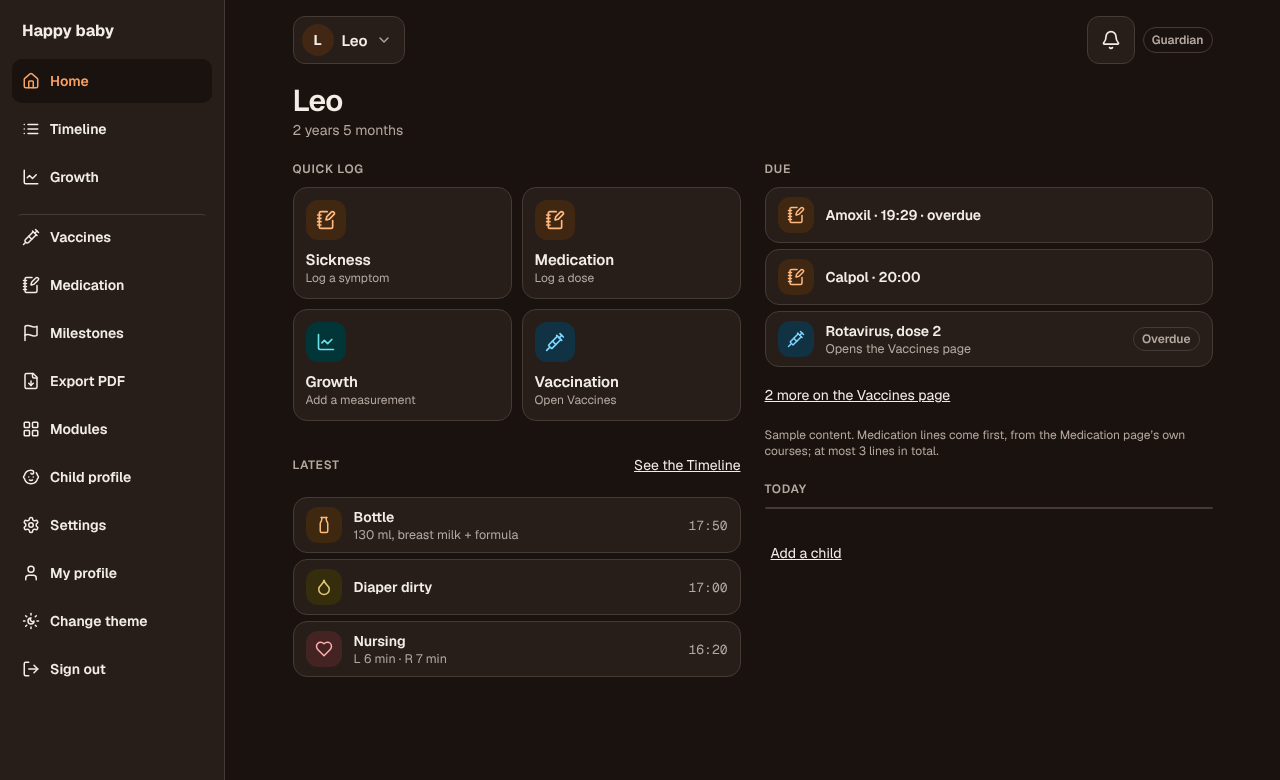 Happy baby
Home
Timeline
Growth
Vaccines
Medication
Milestones
Export PDF
Modules
Child profile
Settings
My profile
Change theme
Sign out
L
Leo
Guardian
Leo
2 years 5 months
QUICK LOG
Sickness
Log a symptom
Medication
Log a dose
Growth
Add a measurement
Vaccination
Open Vaccines
LATEST
See the Timeline
Bottle
130 ml, breast milk + formula
17:50
Diaper dirty
17:00
Nursing
L 6 min · R 7 min
16:20
DUE
Amoxil · 19:29 · overdue
Calpol · 20:00
Rotavirus, dose 2
Opens the Vaccines page
Overdue
2 more on the Vaccines page
Sample content. Medication lines come first, from the Medication page's own
courses; at most 3 lines in total.
TODAY
Add a child